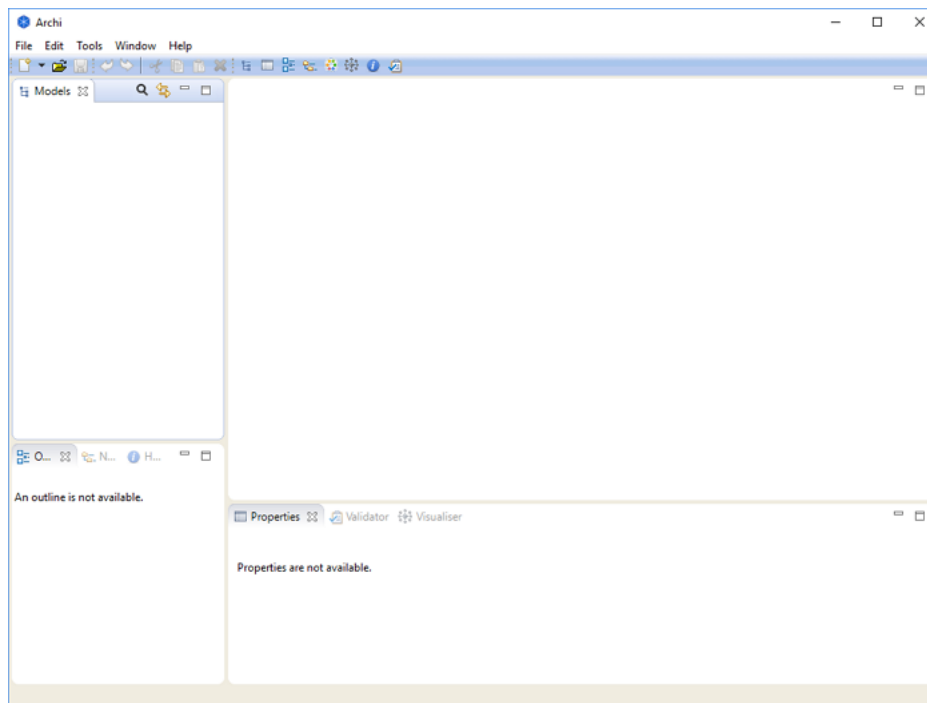 Archi
File Edit Tools Window Help
Models
O... N... H...
An outline is not available.
Properties Validator Visualiser
Properties are not available.